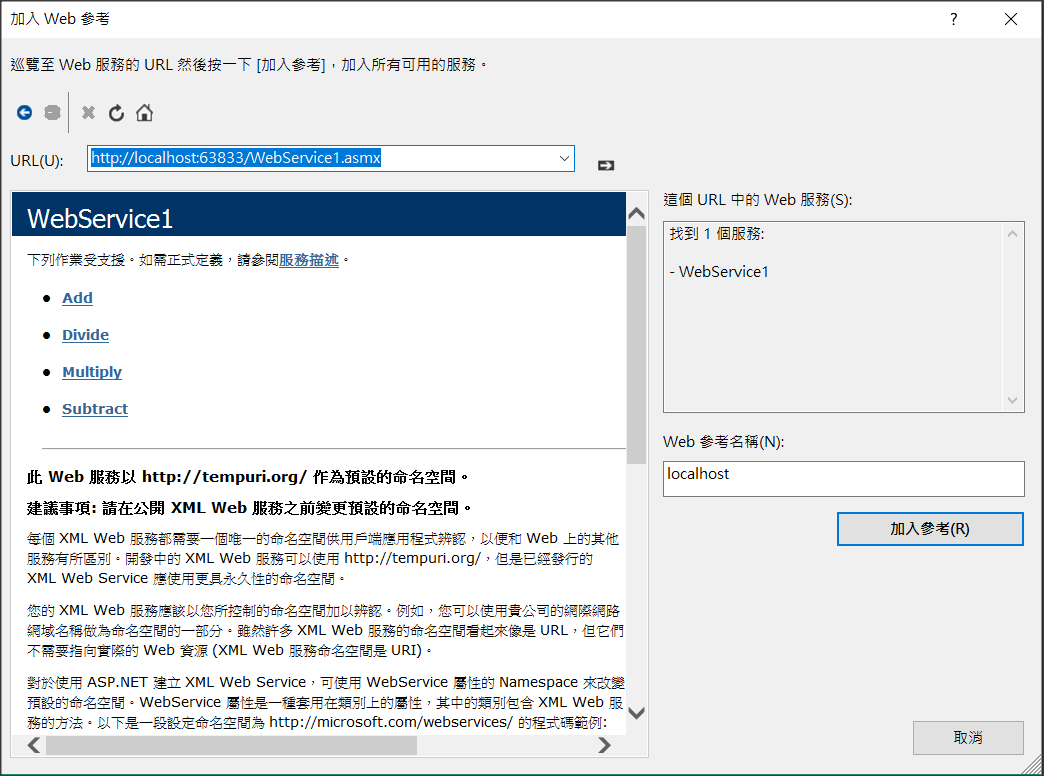 加入 Web 參考
?
巡覽至 Web 服務的 URL 然後按一下 [加入參考]，加入所有可用的服務。
URL(U):
http://localhost:63833/WebService1.asmx
WebService1
下列作業受支援。如需正式定義，請參閱服務描述。
Add
Divide
Multiply
Subtract
此 Web 服務以 http://tempuri.org/ 作為預設的命名空間。
建議事項: 請在公開 XML Web 服務之前變更預設的命名空間。
每個 XML Web 服務都需要一個唯一的命名空間供用戶端應用程式辨認，以便和 Web 上的其他
服務有所區別。開發中的 XML Web 服務可以使用 http://tempuri.org/，但是已經發行的
XML Web Service 應使用更具永久性的命名空間。
您的 XML Web 服務應該以您所控制的命名空間加以辨認。例如，您可以使用貴公司的網際網路
網域名稱做為命名空間的一部分。雖然許多 XML Web 服務的命名空間看起來像是 URL，但它們
不需要指向實際的 Web 資源 (XML Web 服務命名空間是 URI)。
對於使用 ASP.NET 建立 XML Web Service，可使用 WebService 屬性的 Namespace 來改變
預設的命名空間。WebService 屬性是一種套用在類別上的屬性，其中的類別包含 XML Web 服
務的方法。以下是一段設定命名空間為 http://microsoft.com/webservices/ 的程式碼範例:
這個 URL 中的 Web 服務(S):
找到 1 個服務:
- WebService1
Web 參考名稱(N):
localhost
加入參考(R)
取消